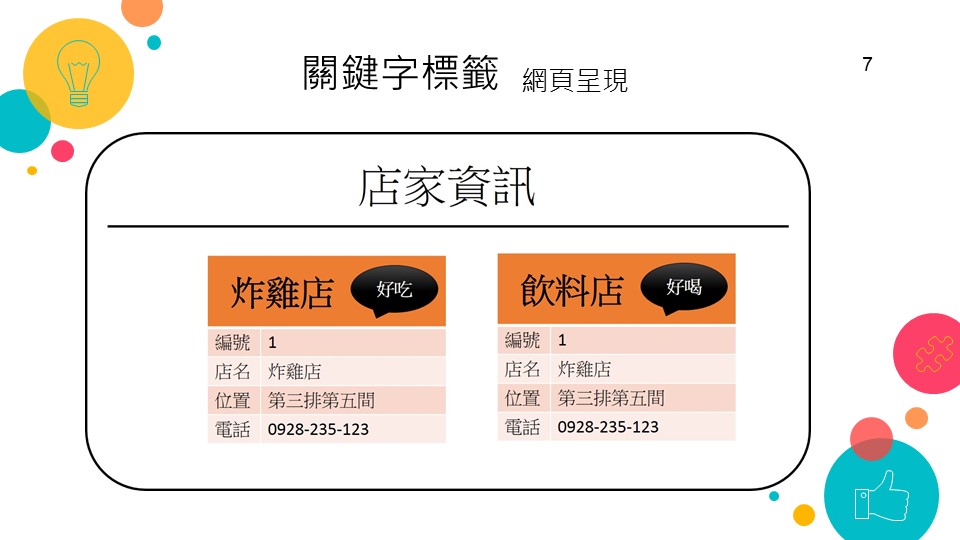 關鍵字標籤 網頁呈現
7
店家資訊
炸雞店 好吃
編號 1
店名 炸雞店
位置 第三排第五間
電話 0928-235-123
飲料店 好喝
編號 1
店名 炸雞店
位置 第三排第五間
電話 0928-235-123